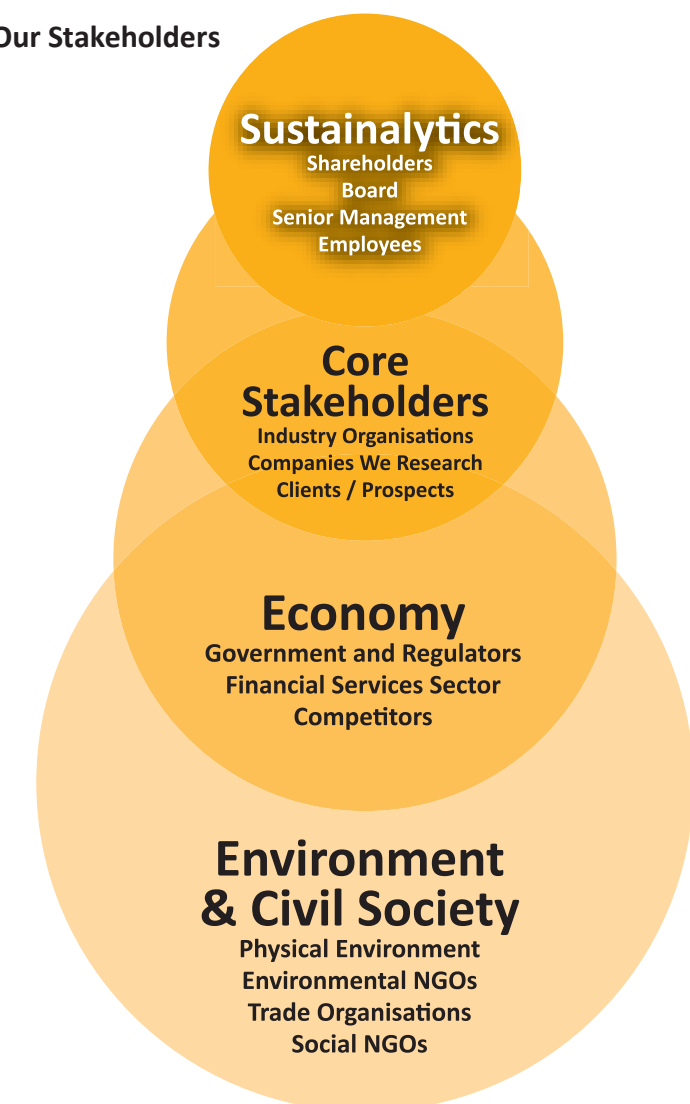 Our Stakeholders
Sustainalytics
Shareholders
Board
Senior Management
Employees
Core
Stakeholders
Industry Organisations
Companies We Research
Clients / Prospects
Economy
Government and Regulators
Financial Services Sector
Competitors
Environment
& Civil Society
Physical Environment
Environmental NGOs
Trade Organisations
Social NGOs